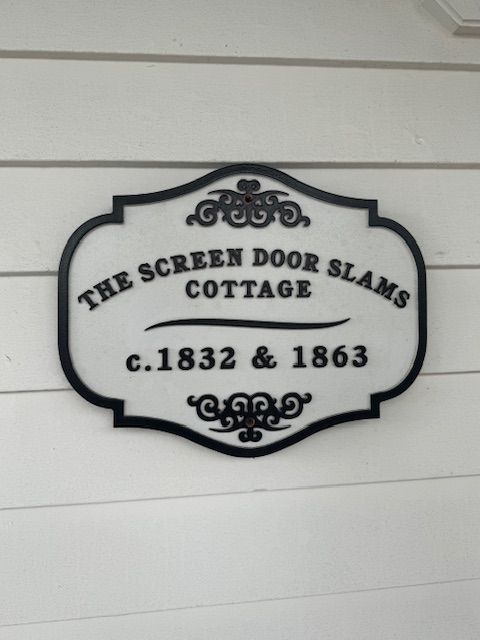 THE SCREEN DOOR SLAMS
COTTAGE
c.1832 & 1863